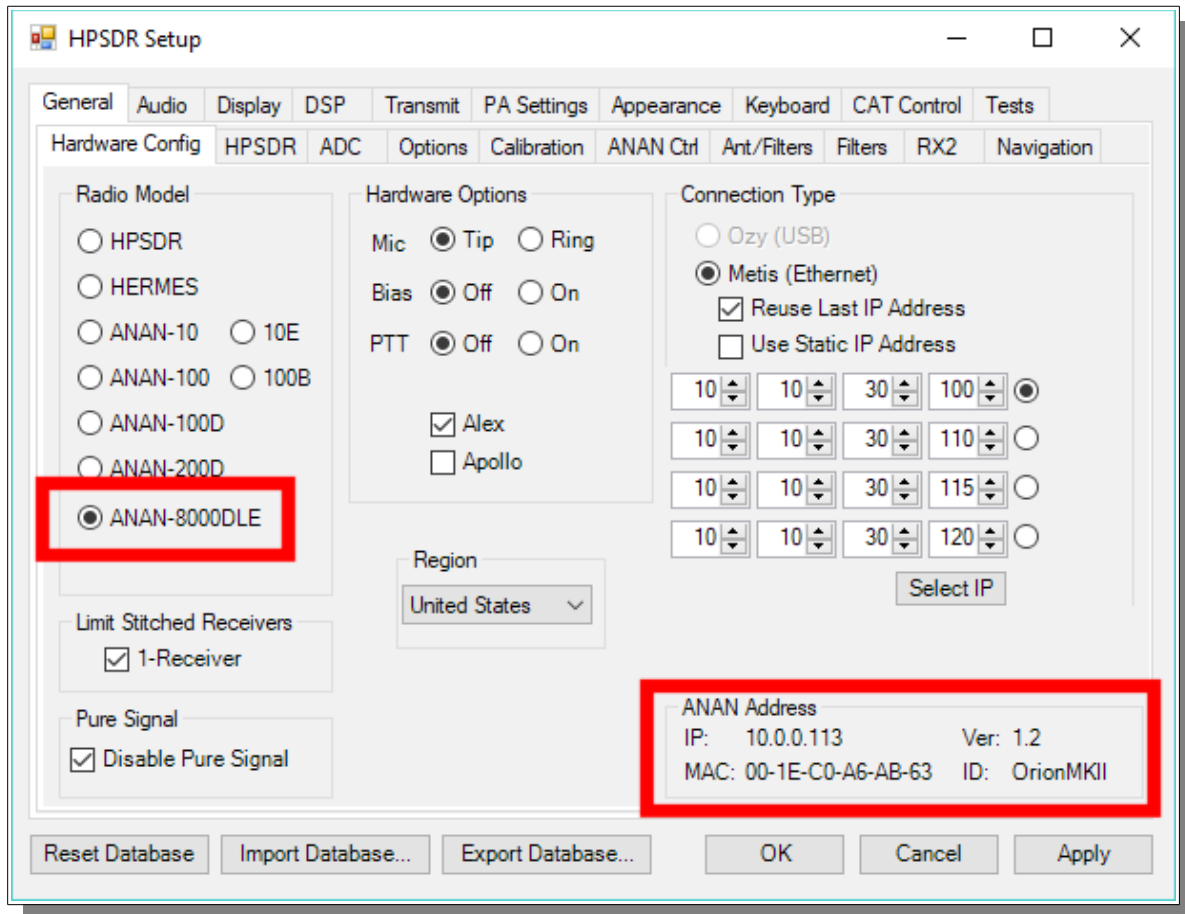 HPSDR Setup
General Audio Display DSP Transmit PA Settings Appearance Keyboard CAT Control Tests
Hardware Config HPSDR ADC Options Calibration ANAN Ctrl Ant/Filters Filters RX2 Navigation
Radio Model
HPSDR
HERMES
ANAN-10 10E
ANAN-100 100B
ANAN-100D
ANAN-200D
ANAN-8000DLE
Limit Stitched Receivers
1-Receiver
Pure Signal
Disable Pure Signal
Hardware Options
Mic Tip Ring
Bias Off On
PTT Off On
Alex
Apollo
Region
United States
Connection Type
Ozy (USB)
Metis (Ethernet)
Reuse Last IP Address
Use Static IP Address
10 10 30 100
10 10 30 110
10 10 30 115
10 10 30 120
Select IP
ANAN Address
IP: 10.0.0.113 Ver: 1.2
MAC: 00-1E-C0-A6-AB-63 ID: OrionMKII
Reset Database Import Database... Export Database... OK Cancel Apply